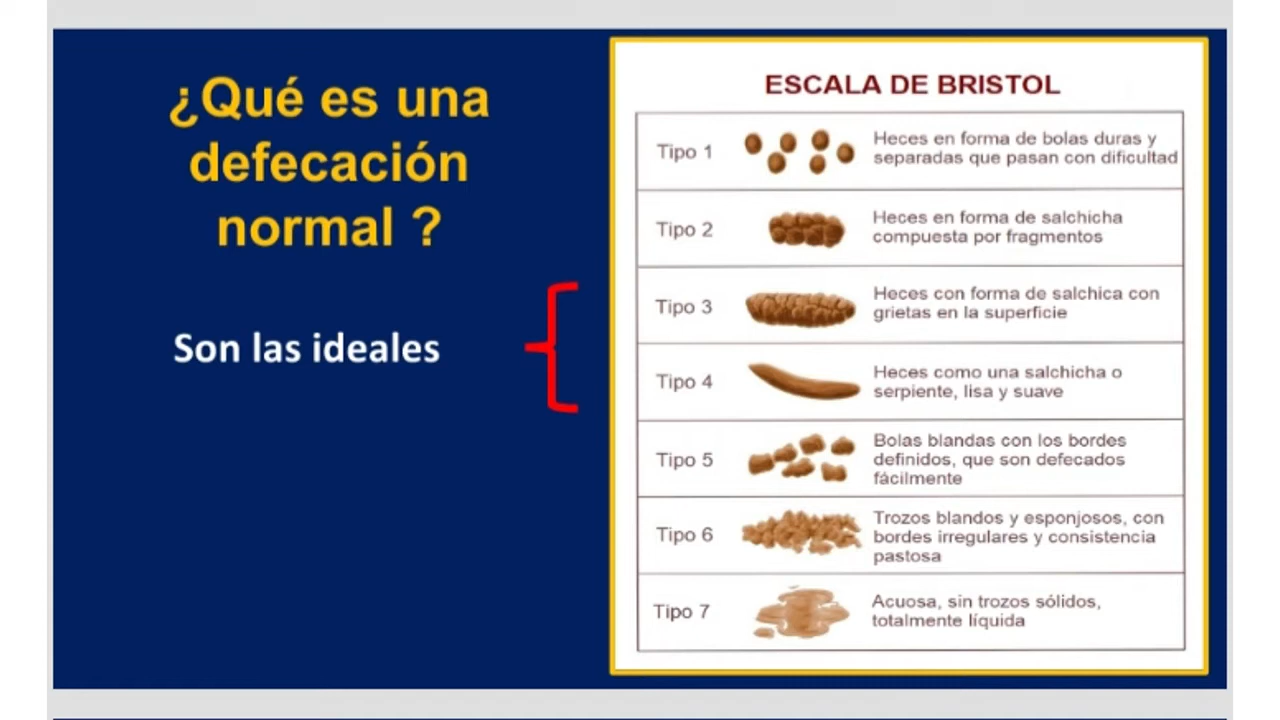 ¿Qué es una
defecación
normal ?
Son las ideales
ESCALA DE BRISTOL
Tipo 1
Heces en forma de bolas duras y
separadas que pasan con dificultad
Tipo 2
Heces en forma de salchicha
compuesta por fragmentos
Tipo 3
Heces con forma de salchica con
grietas en la superficie
Tipo 4
Heces como una salchicha o
serpiente, lisa y suave
Tipo 5
Bolas blandas con los bordes
definidos, que son defecados
fácilmente
Tipo 6
Trozos blandos y esponjosos, con
bordes irregulares y consistencia
pastosa
Tipo 7
Acuosa, sin trozos sólidos,
totalmente líquida